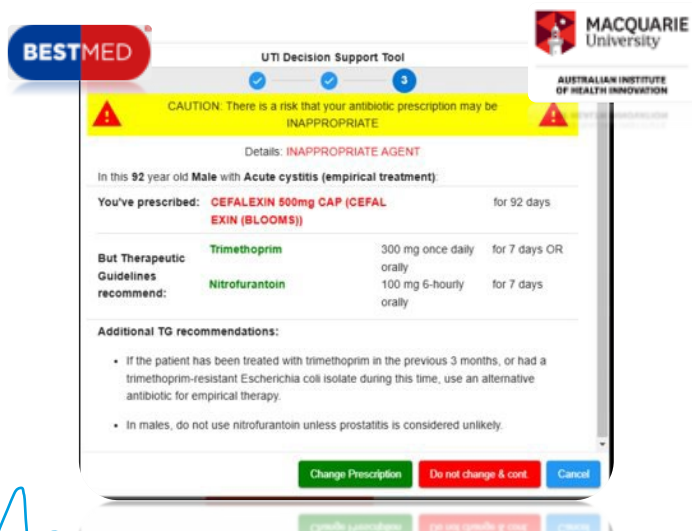 BESTMED
MACQUARIE
University
AUSTRALIAN INSTITUTE
OF HEALTH INNOVATION
UTI Decision Support Tool
3
CAUTION: There is a risk that your antibiotic prescription may be
INAPPROPRIATE
Details: INAPPROPRIATE AGENT
In this 92 year old Male with Acute cystitis (empirical treatment):
You've prescribed: CEFALEXIN 500mg CAP (CEFAL for 92 days
EXIN (BLOOMS))
But Therapeutic
Guidelines
recommend:
Trimethoprim 300 mg once daily for 7 days OR
orally
Nitrofurantoin 100 mg 6-hourly for 7 days
orally
Additional TG recommendations:
• If the patient has been treated with trimethoprim in the previous 3 months, or had a
trimethoprim-resistant Escherichia coli isolate during this time, use an alternative
antibiotic for empirical therapy.
• In males, do not use nitrofurantoin unless prostatitis is considered unlikely.
Change Prescription Do not change & cont. Cancel